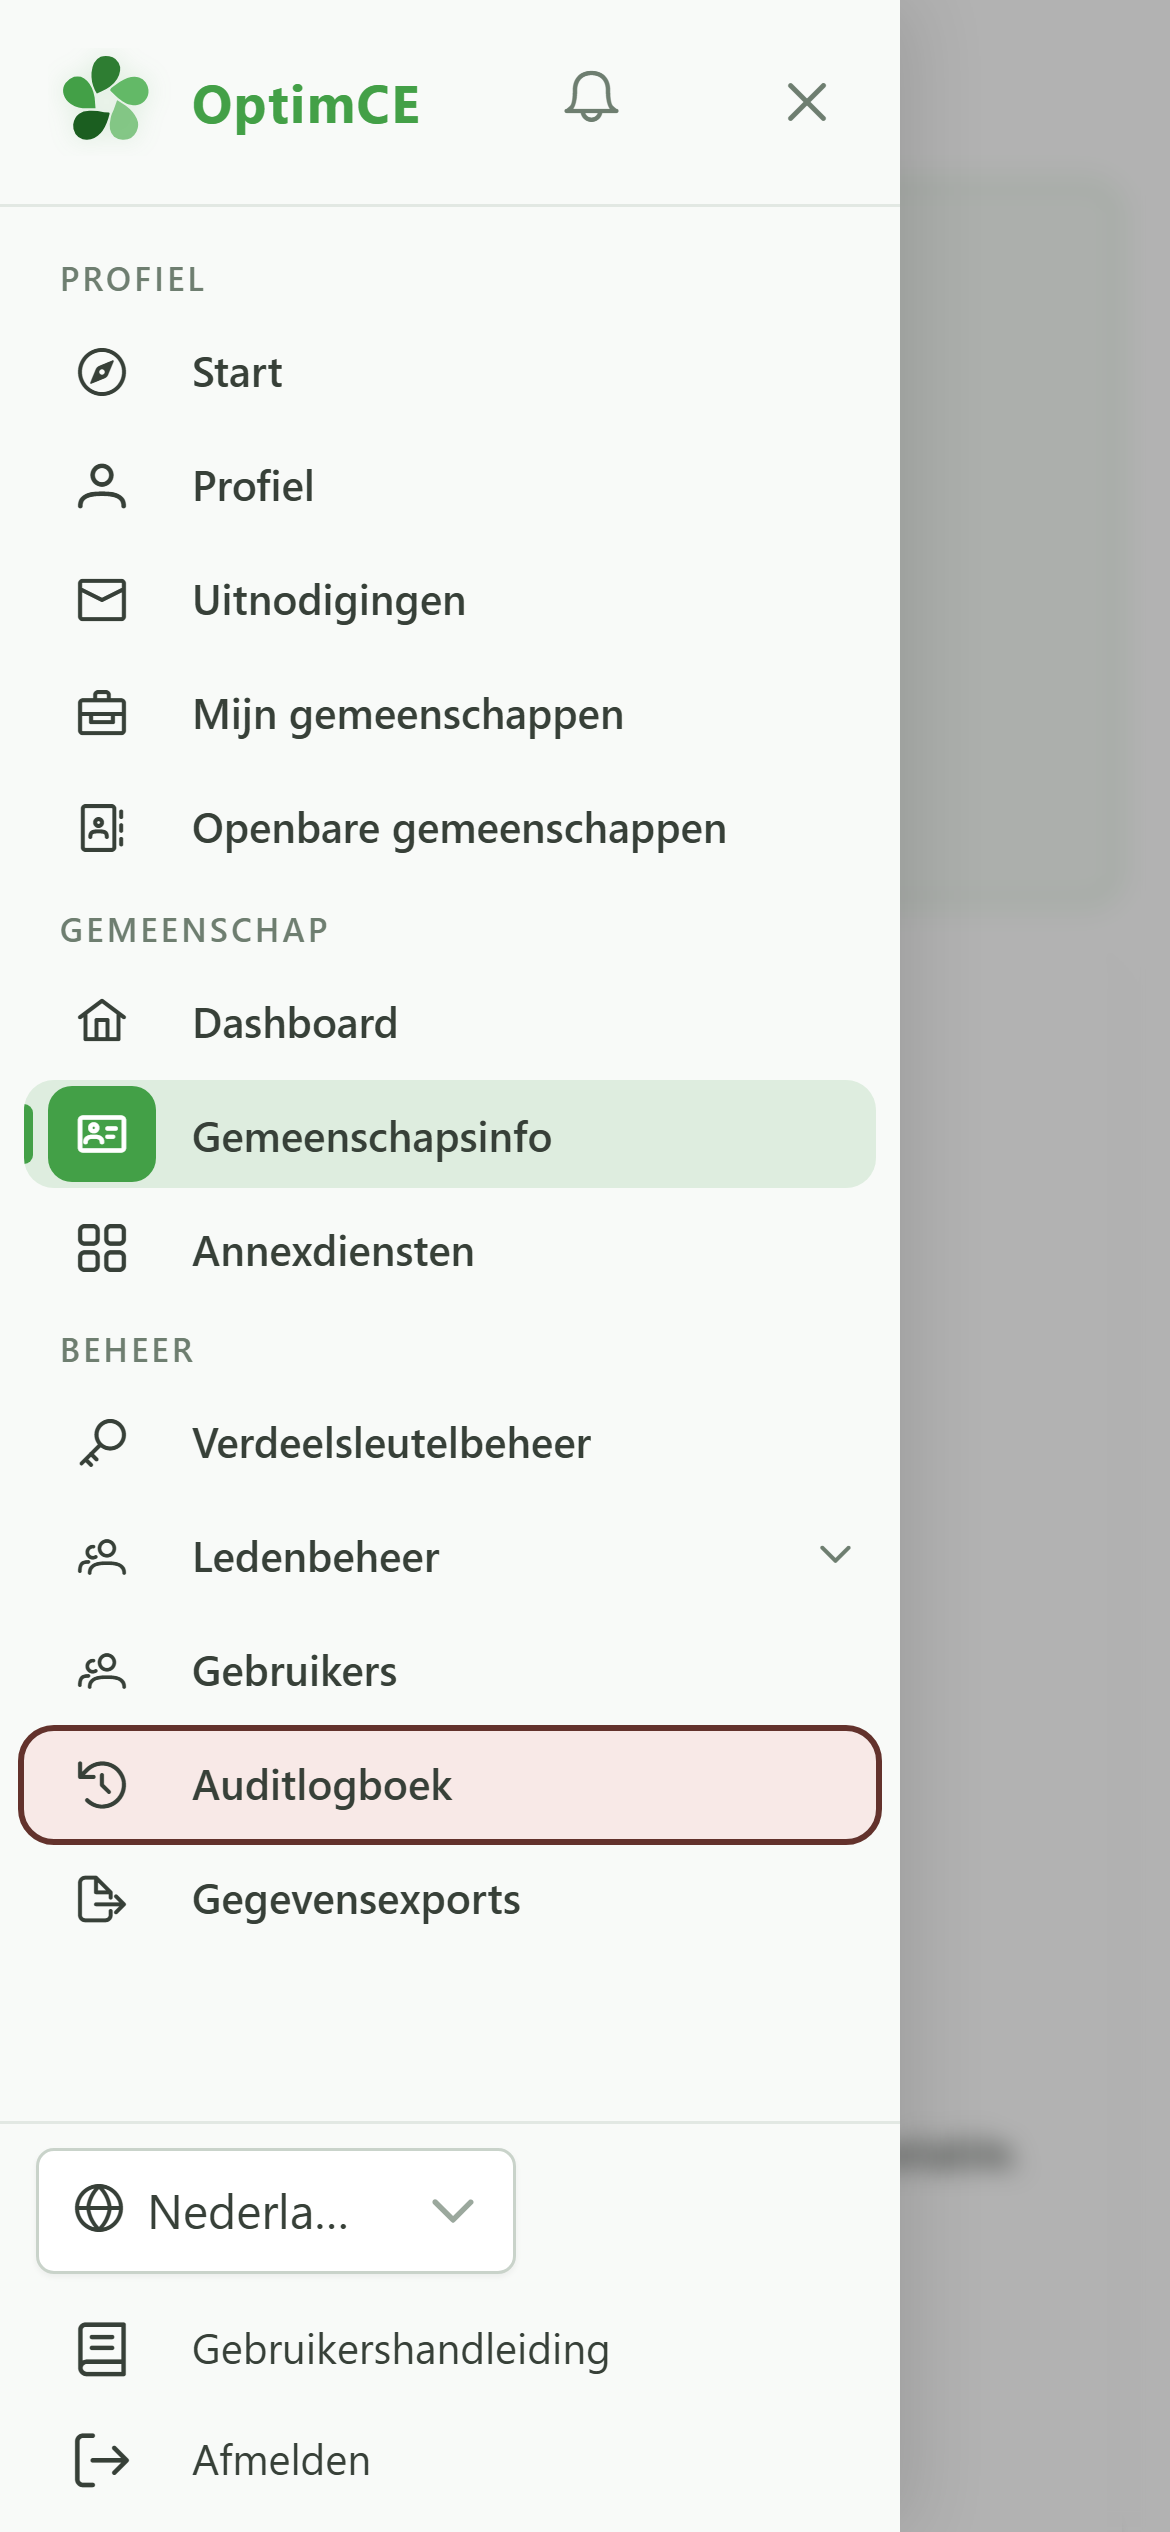 OptimCE
PROFIEL
Start
Profiel
Uitnodigingen
Mijn gemeenschappen
Openbare gemeenschappen
GEMEENSCHAP
Dashboard
Gemeenschapsinfo
Annexdiensten
BEHEER
Verdeelsleutelbeheer
Ledenbeheer
Gebruikers
Auditlogboek
Gegevensexports
Nederla...
Gebruikershandleiding
Afmelden